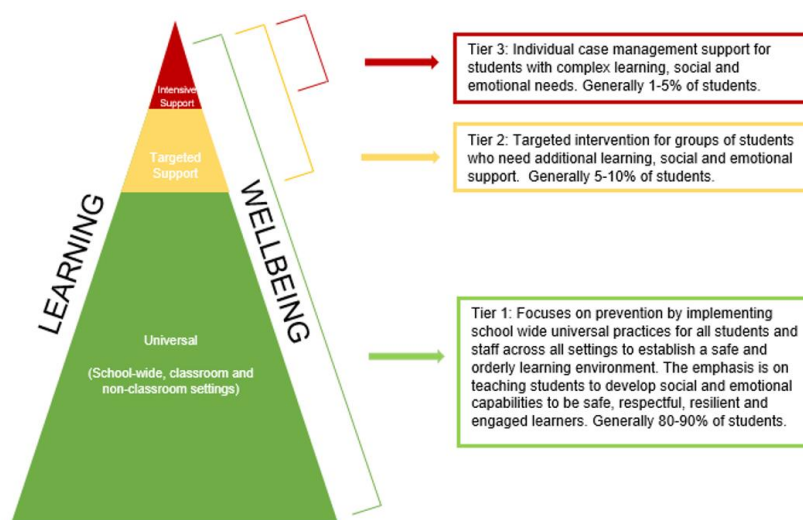 Intensive
Support
Targeted
Support
LEARNING
WELLBEING
Universal
(School-wide, classroom and
non-classroom settings)
Tier 3: Individual case management support for
students with complex learning, social and
emotional needs. Generally 1-5% of students.
Tier 2: Targeted intervention for groups of students
who need additional learning, social and emotional
support.  Generally 5-10% of students.
Tier 1: Focuses on prevention by implementing
school wide universal practices for all students and
staff across all settings to establish a safe and
orderly learning environment. The emphasis is on
teaching students to develop social and emotional
capabilities to be safe, respectful, resilient and
engaged learners. Generally 80-90% of students.